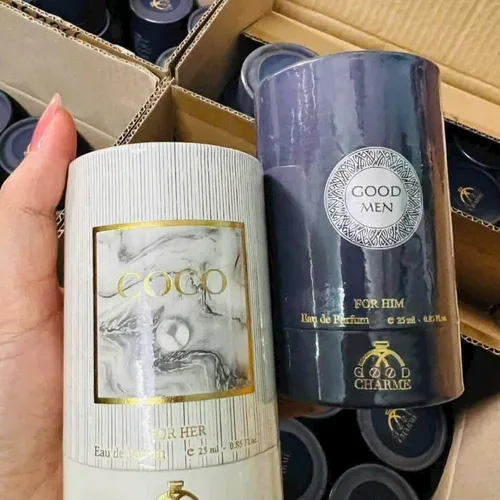 COCO
FOR HER
Eau de Parfum e 25 ml - 0.85 Fl.oz.
GOOD
MEN
FOR HIM
Eau de Parfum e 25 ml - 0.85 Fl.oz.
GOOD
CHARME